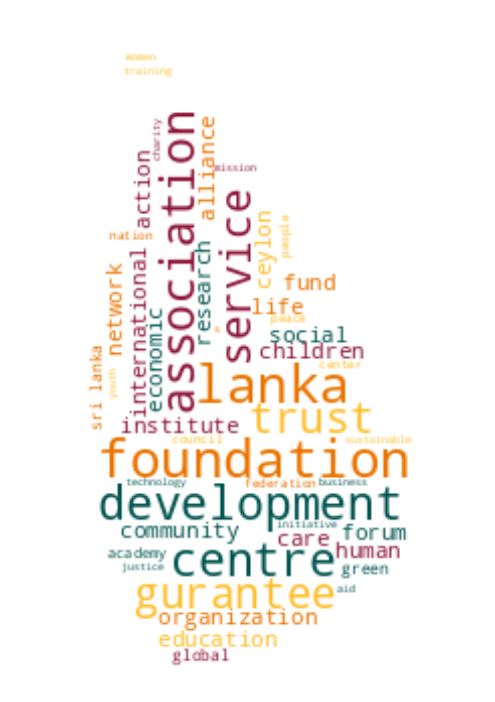 women
training
charity
association
alliance
mission
action
service
ceylon
people
nation
research
international
network
fund
life
economic
peace
social
children
sri lanka
youth
center
lanka
trust
institute
council
sustainable
foundation
technology
federation
business
development
initiative
community
care
forum
academy
centre
human
justice
green
aid
gurantee
organization
education
global